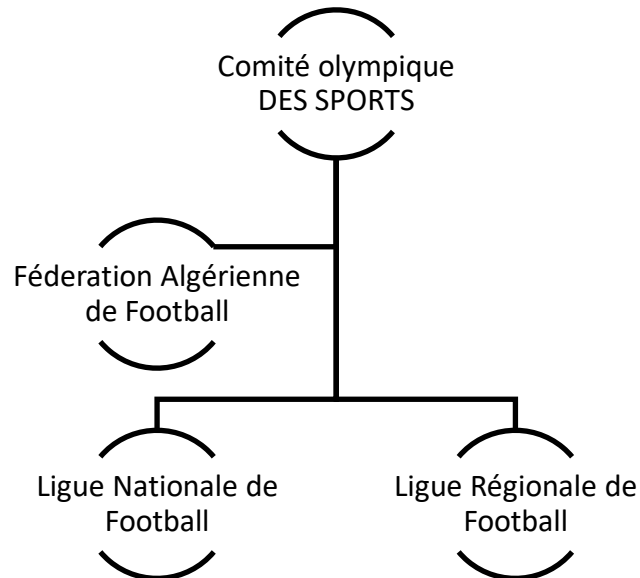 Comité olympique
DES SPORTS
Féderation Algérienne
de Football
Ligue Nationale de
Football
Ligue Régionale de
Football